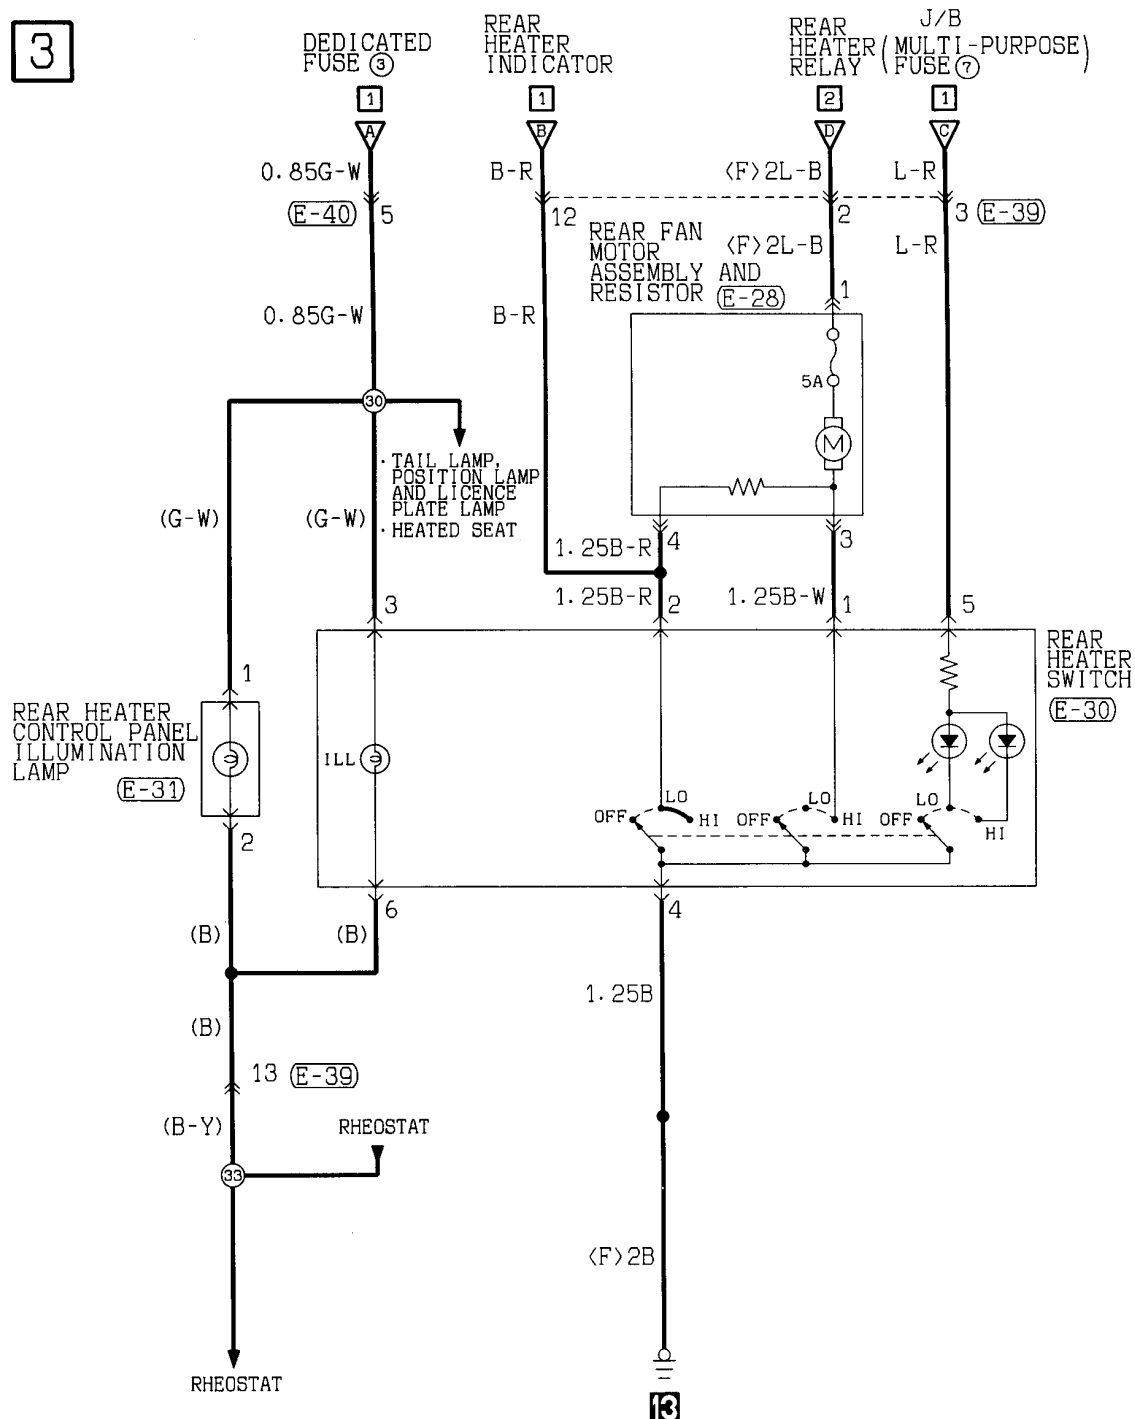 3
DEDICATED
FUSE ③
REAR
HEATER
INDICATOR
REAR
HEATER
RELAY
J/B
(MULTI-PURPOSE)
FUSE ⑦
1
1
2
1
A
B
D
C
0.85G-W
B-R
<F>2L-B
L-R
(E-40) 5
12
2
3 (E-39)
REAR FAN
MOTOR
ASSEMBLY AND
RESISTOR (E-28)
<F>2L-B
L-R
1
0.85G-W
B-R
5A
M
30
· TAIL LAMP,
POSITION LAMP
AND LICENCE
PLATE LAMP
· HEATED SEAT
(G-W)
(G-W)
1.25B-R
4
3
1.25B-R
2
1.25B-W
1
5
3
REAR
HEATER
SWITCH
(E-30)
1
REAR HEATER
CONTROL PANEL
ILLUMINATION
LAMP
(E-31)
ILL
OFF
LO
HI
OFF
LO
HI
OFF
LO
HI
2
6
4
(B)
(B)
1.25B
(B)
13 (E-39)
(B-Y)
RHEOSTAT
33
<F>2B
RHEOSTAT
13